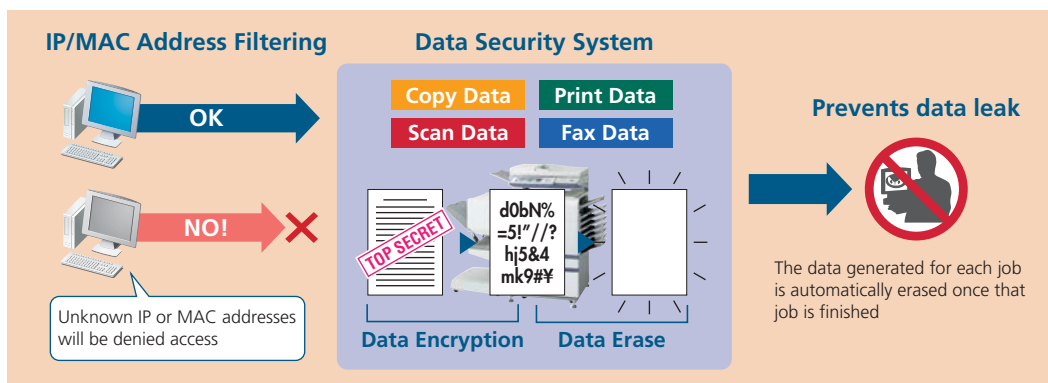 IP/MAC Address Filtering
OK
NO!
Unknown IP or MAC addresses
will be denied access
Data Security System
Copy Data
Print Data
Scan Data
Fax Data
TOP SECRET
d0bN%
=5!"//?
hj5&4
mk9#¥
Data Encryption
Data Erase
Prevents data leak
The data generated for each job
is automatically erased once that
job is finished